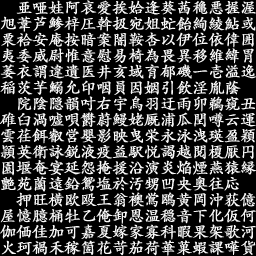 亜唖娃阿哀愛挨姶逢葵茜穐悪握渥
旭葦芦鯵梓圧斡扱宛姐虻飴絢綾鮎或
粟袷安庵按暗案闇鞍杏以伊位依偉囲
夷委威尉惟意慰易椅為畏異移維緯胃
萎衣謂違遺医井亥域育郁磯一壱溢逸
稲茨芋鰯允印咽員因姻引飲淫胤蔭
院陰隠韻吋右宇烏羽迂雨卯鵜窺丑
碓臼渦嘘唄欝蔚鰻姥厩浦瓜閏噂云運
雲荏餌叡営嬰影映曳栄永泳洩瑛盈穎
頴英衛詠鋭液疫益駅悦謁越閲榎厭円
園堰奄宴延怨掩援沿演炎焔煙燕猿縁
艶苑薗遠鉛鴛塩於汚甥凹央奥往応
押旺横欧殴王翁襖鴬鴎黄岡沖荻億
屋憶臆桶牡乙俺卸恩温穏音下化仮何
伽価佳加可嘉夏嫁家寡科暇果架歌河
火珂禍禾稼箇花苛茄荷華菓蝦課嘩貨